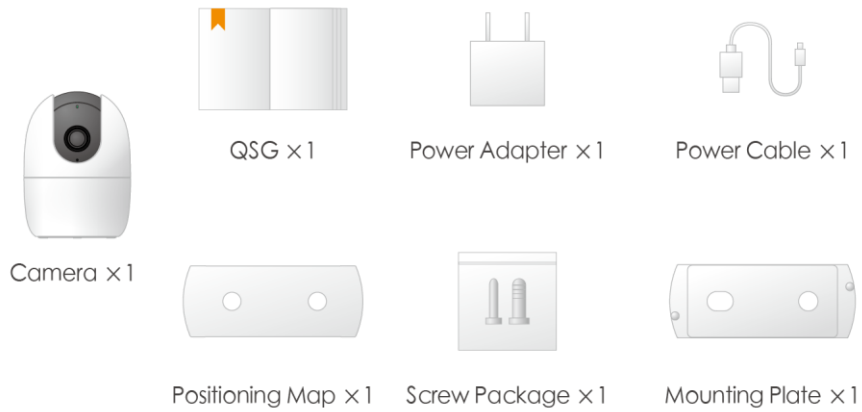 QSG ×1
Power Adapter ×1
Power Cable ×1
Camera ×1
Positioning Map ×1
Screw Package ×1
Mounting Plate ×1